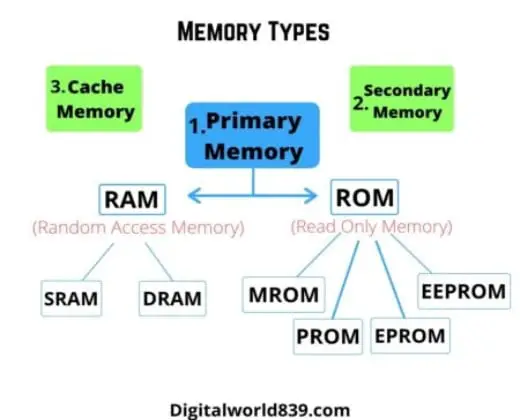 MEMORY TYPES
3.Cache
Memory
Secondary
2. Memory
1.Primary
Memory
RAM
ROM
(Random Access Memory)
(Read Only Memory)
SRAM
DRAM
MROM
EEPROM
PROM
EPROM
Digitalworld839.com